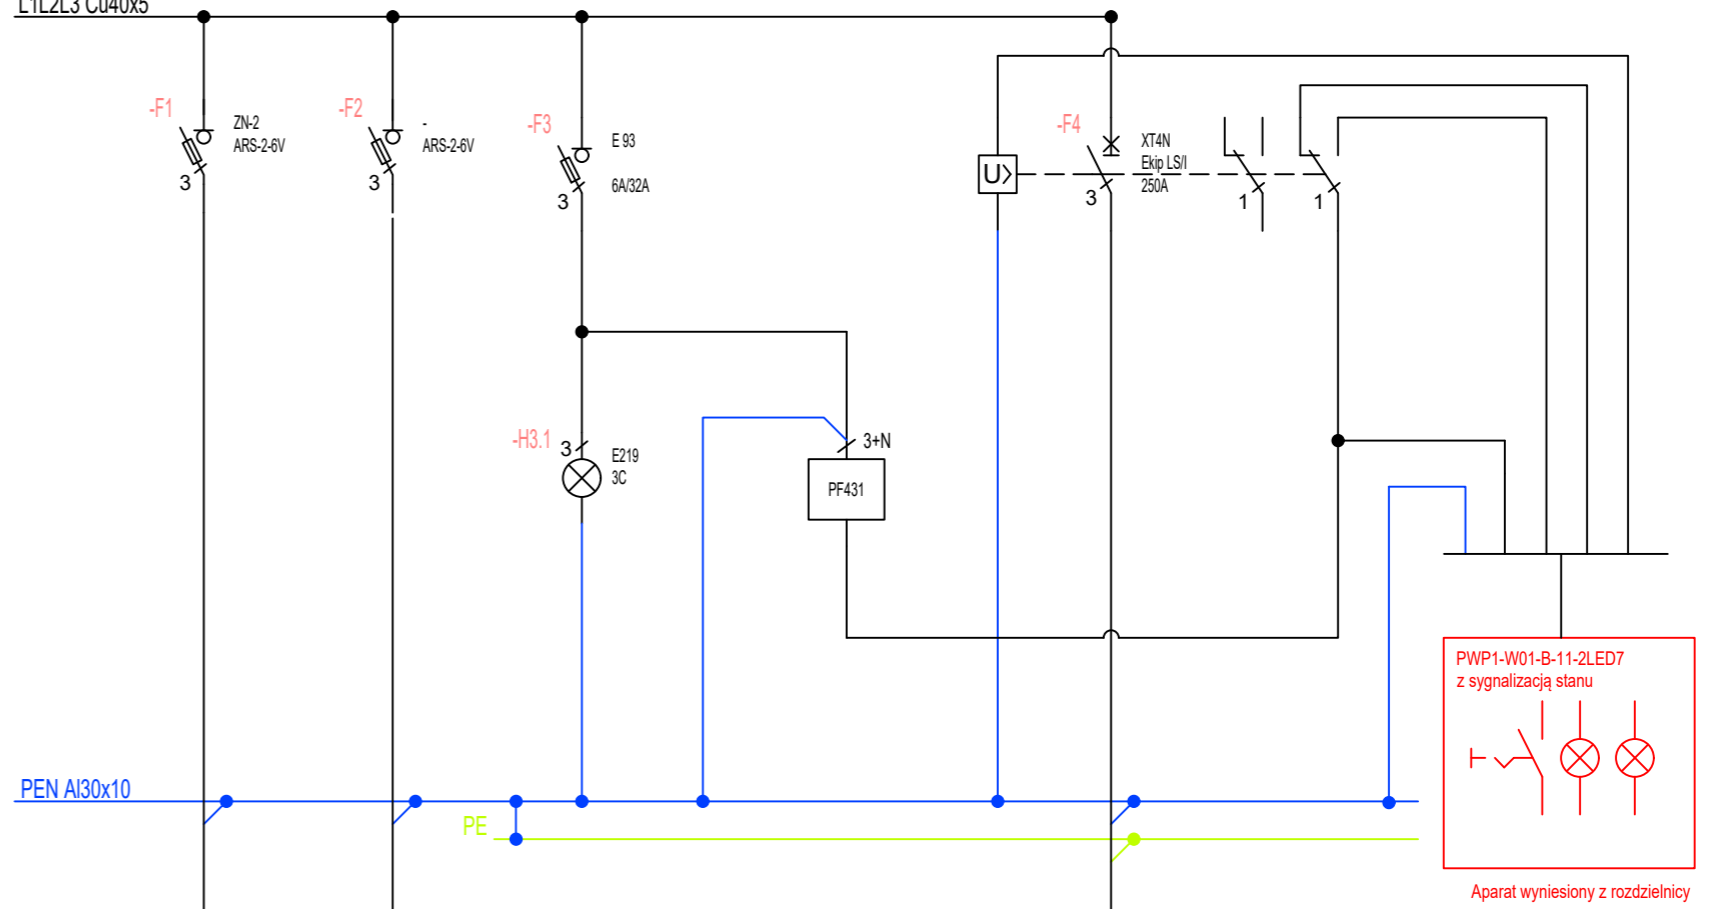 L1L2L3 Cu40x5
-F1
ZN-2
ARS-2-6V
3
-F2
-
ARS-2-6V
3
-F3
E 93
6A/32A
3
U>
-F4
XT4N
Ekip LS/I
250A
3
1
1
-H3.1
3
E219
3C
3+N
PF431
PWP1-W01-B-11-2LED7
z sygnalizacją stanu
PEN Al30x10
PE
Aparat wyniesiony z rozdzielnicy